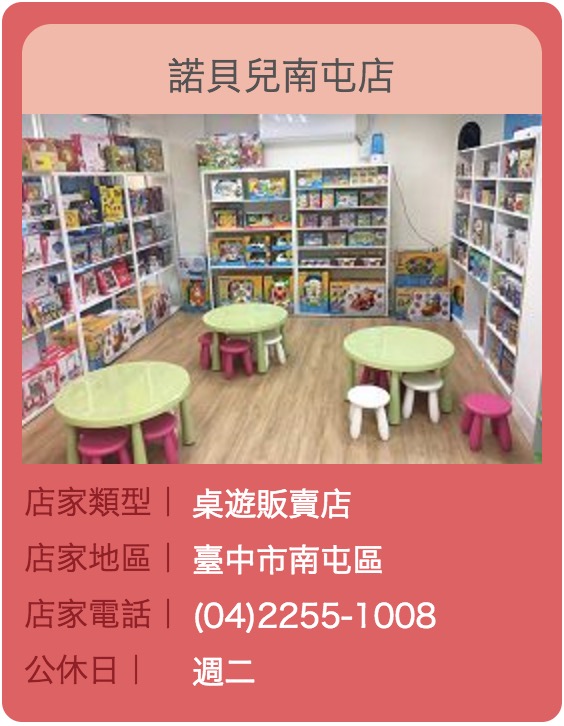 諾貝兒南屯店
店家類型｜ 桌遊販賣店
店家地區｜ 臺中市南屯區
店家電話｜ (04)2255-1008
公休日｜ 週二